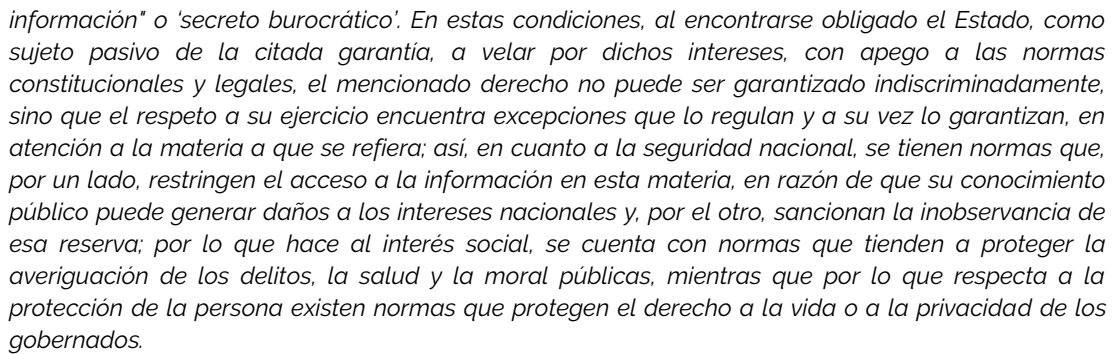 información" o ‘secreto burocrático’. En estas condiciones, al encontrarse obligado el Estado, como
sujeto pasivo de la citada garantía, a velar por dichos intereses, con apego a las normas
constitucionales y legales, el mencionado derecho no puede ser garantizado indiscriminadamente,
sino que el respeto a su ejercicio encuentra excepciones que lo regulan y a su vez lo garantizan, en
atención a la materia a que se refiera; así, en cuanto a la seguridad nacional, se tienen normas que,
por un lado, restringen el acceso a la información en esta materia, en razón de que su conocimiento
público puede generar daños a los intereses nacionales y, por el otro, sancionan la inobservancia de
esa reserva; por lo que hace al interés social, se cuenta con normas que tienden a proteger la
averiguación de los delitos, la salud y la moral públicas, mientras que por lo que respecta a la
protección de la persona existen normas que protegen el derecho a la vida o a la privacidad de los
gobernados.